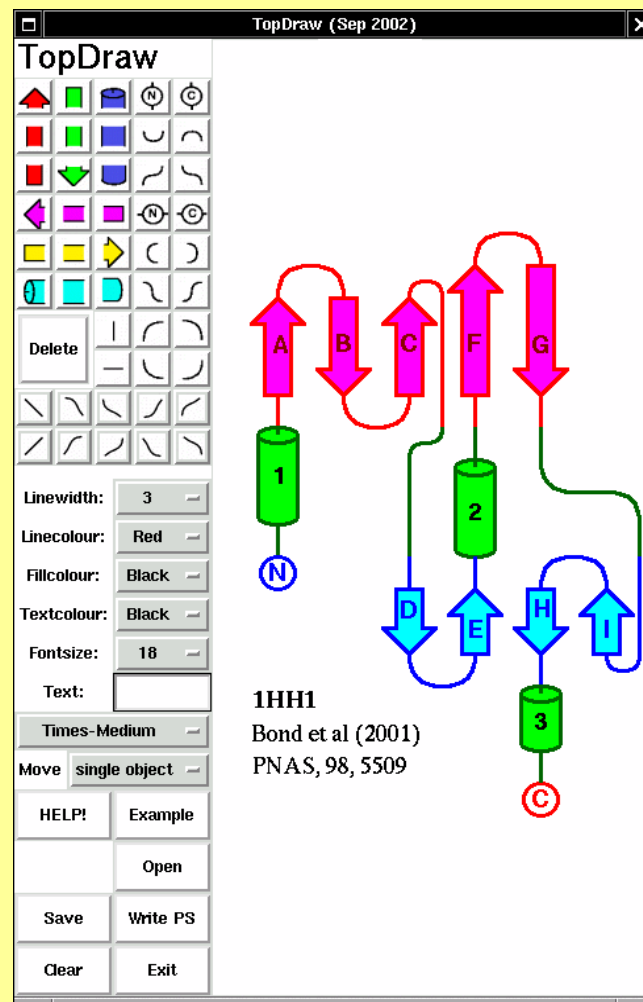 TopDraw (Sep 2002)
TopDraw
N C
N C
Delete
Linewidth: 3
Linecolour: Red
Fillcolour: Black
Textcolour: Black
Fontsize: 18
Text:
Times-Medium
Move single object
HELP! Example
Open
Save Write PS
Clear Exit
A B C F G
1
2
N
D E H I
3
C
1HH1
Bond et al (2001)
PNAS, 98, 5509